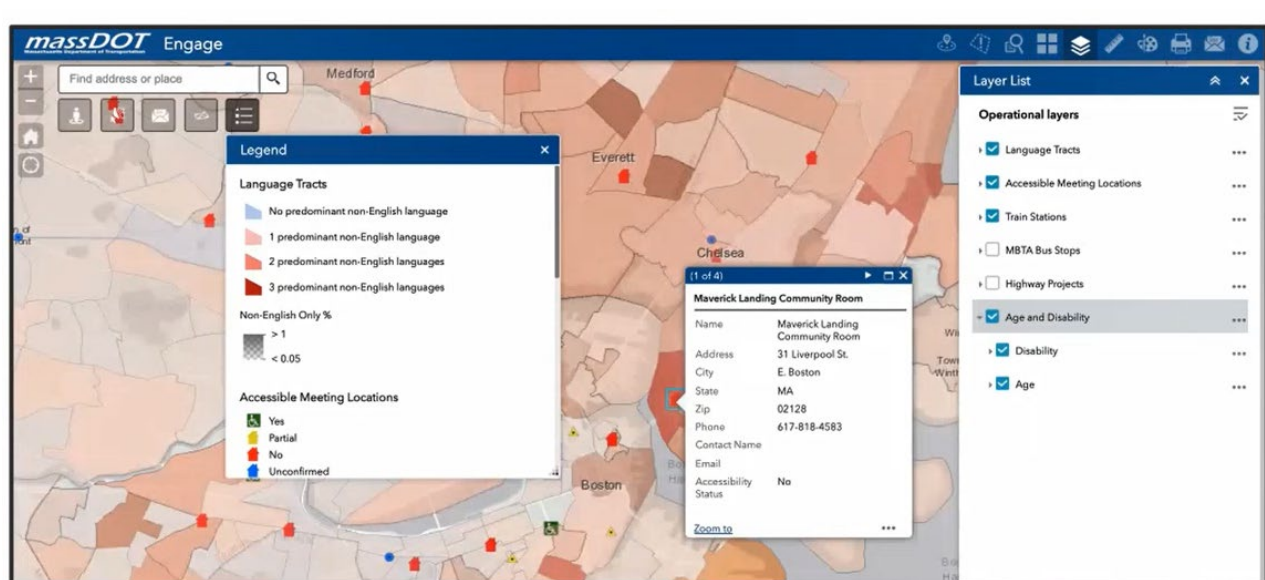 massDOT Engage
Massachusetts Department of Transportation
Find address or place
Medford
Everett
Chelsea
Boston
Legend
Language Tracts
No predominant non-English language
1 predominant non-English language
2 predominant non-English languages
3 predominant non-English languages
Non-English Only %
> 1
< 0.05
Accessible Meeting Locations
Yes
Partial
No
Unconfirmed
(1 of 4)
Maverick Landing Community Room
Name Maverick Landing
Community Room
Address 31 Liverpool St.
City E. Boston
State MA
Zip 02128
Phone 617-818-4583
Contact Name
Email
Accessibility No
Status
Zoom to
Layer List
Operational layers
Language Tracts
Accessible Meeting Locations
Train Stations
MBTA Bus Stops
Highway Projects
Age and Disability
Disability
Age